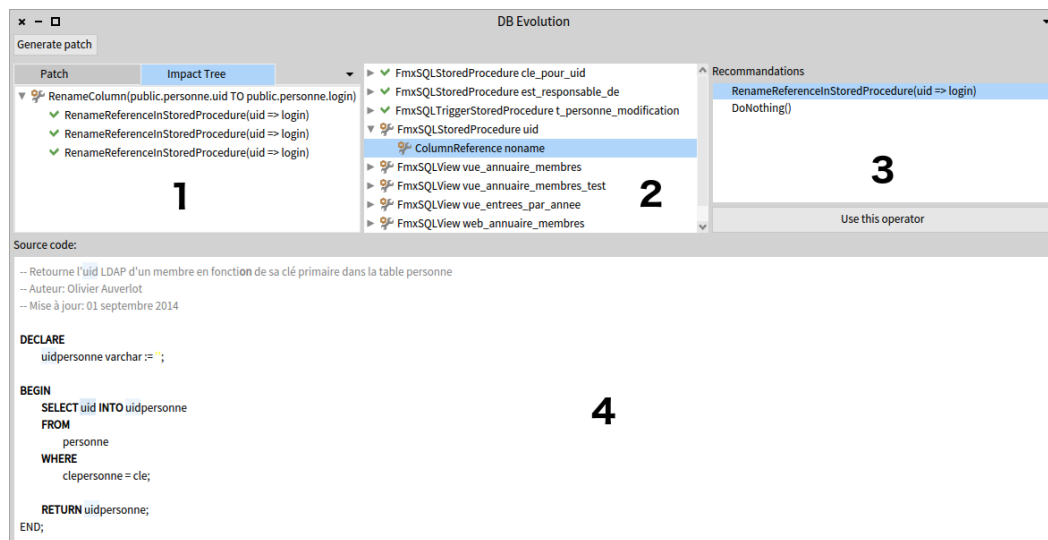 DB Evolution
Generate patch
Patch
Impact Tree
RenameColumn(public.personne.uid TO public.personne.login)
RenameReferenceInStoredProcedure(uid => login)
RenameReferenceInStoredProcedure(uid => login)
RenameReferenceInStoredProcedure(uid => login)
1
FmxSQLStoredProcedure cle_pour_uid
FmxSQLStoredProcedure est_responsable_de
FmxSQLTriggerStoredProcedure t_personne_modification
FmxSQLStoredProcedure uid
ColumnReference noname
FmxSQLView vue_annuaire_membres
FmxSQLView vue_annuaire_membres_test
FmxSQLView vue_entrees_par_annee
FmxSQLView web_annuaire_membres
2
Recommandations
RenameReferenceInStoredProcedure(uid => login)
DoNothing()
3
Use this operator
Source code:
-- Retourne l'uid LDAP d'un membre en fonction de sa clé primaire dans la table personne
-- Auteur: Olivier Auverlot
-- Mise à jour: 01 septembre 2014
DECLARE
uidpersonne varchar := '';
BEGIN
SELECT uid INTO uidpersonne
FROM
personne
WHERE
clepersonne = cle;
RETURN uidpersonne;
END;
4